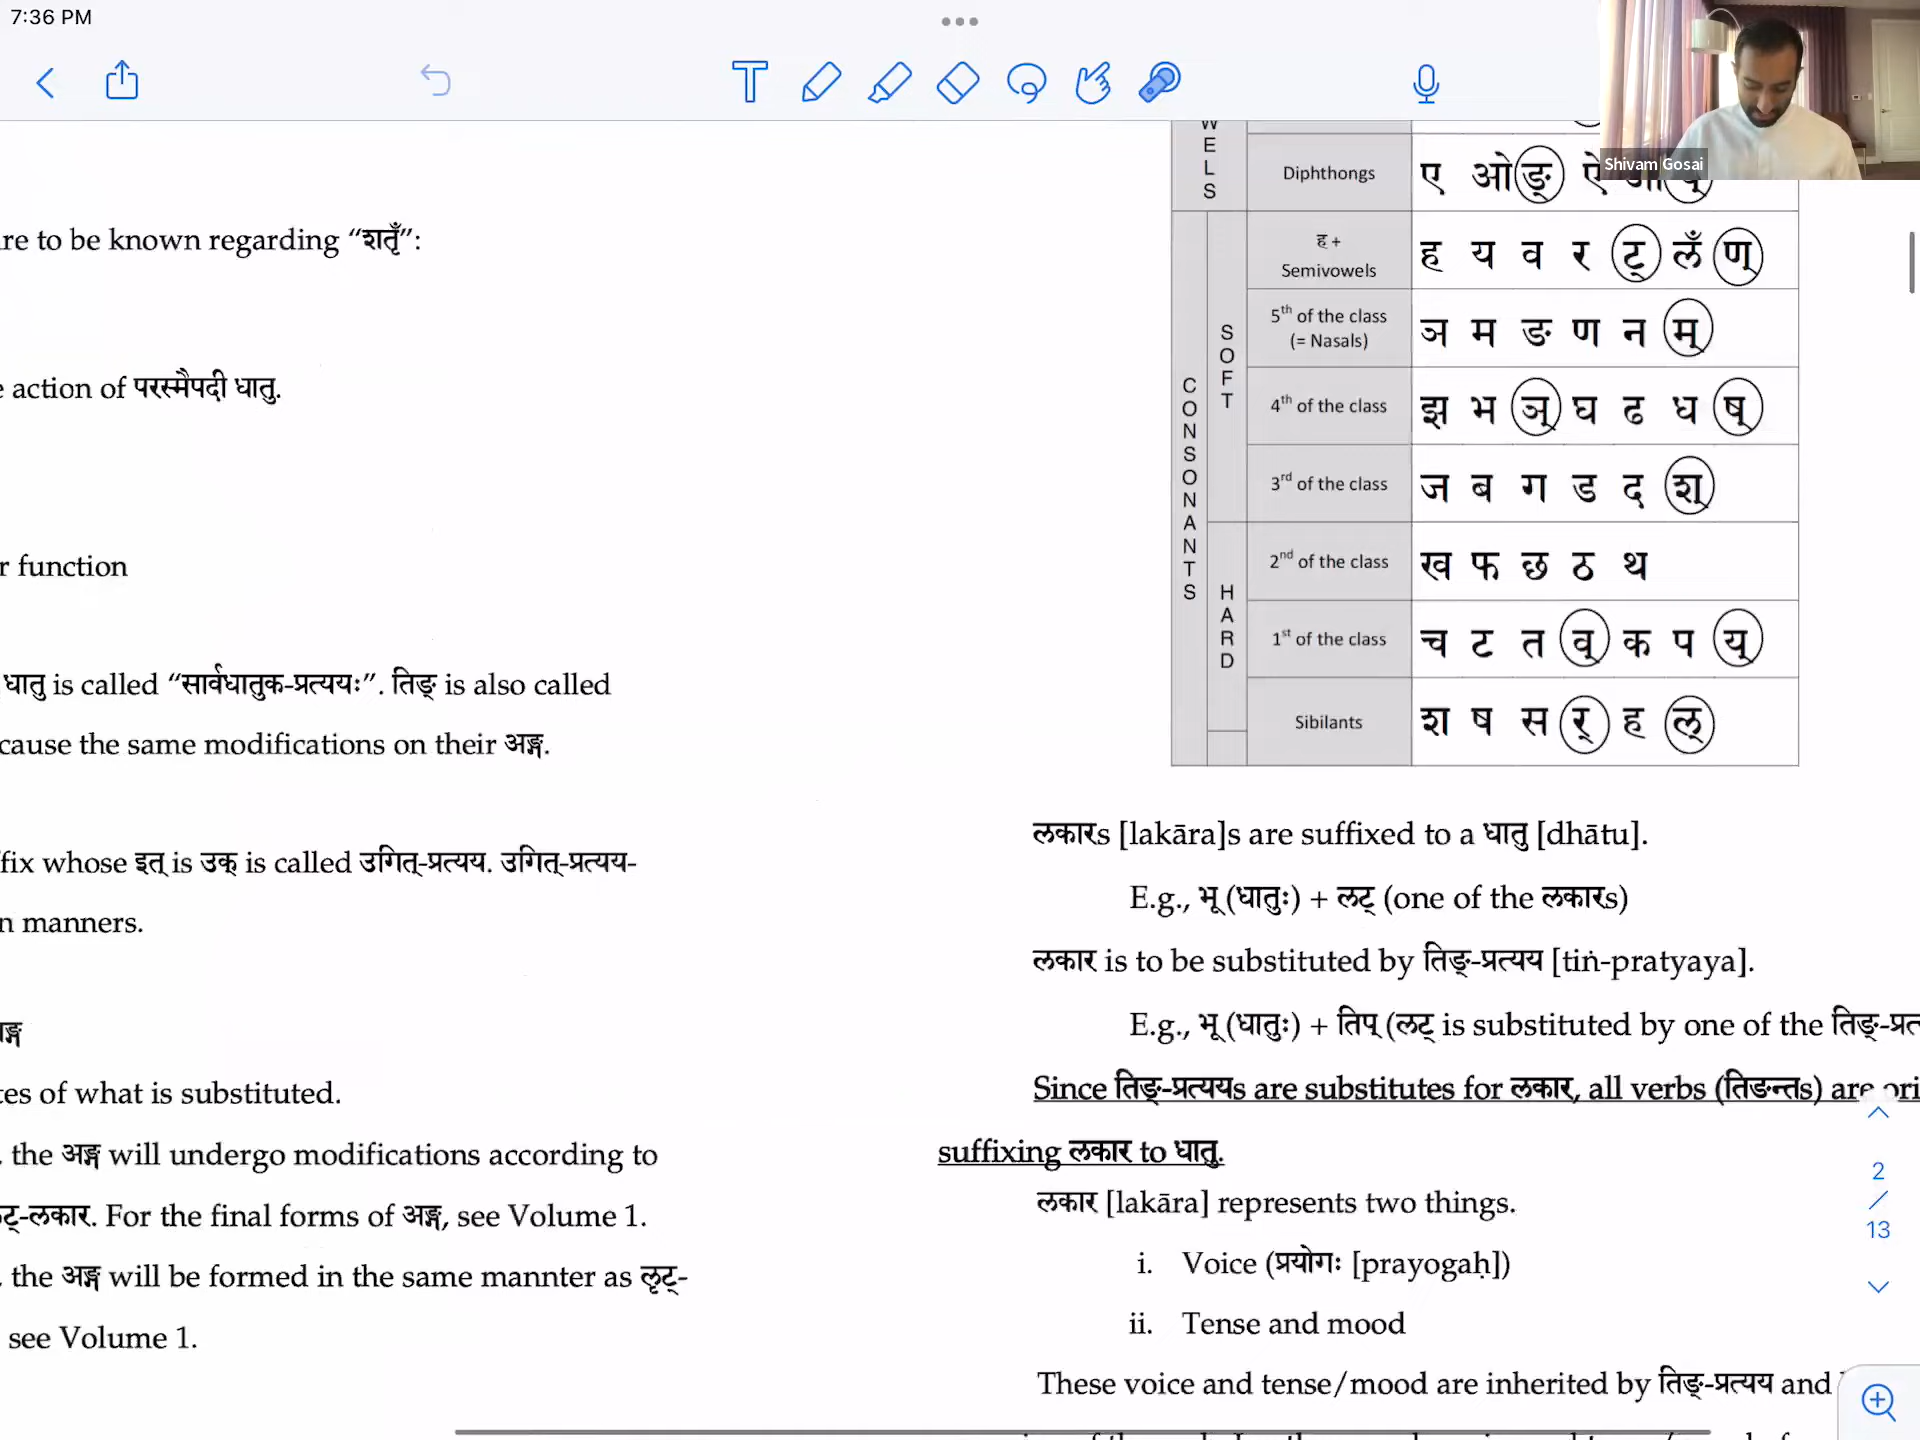 7:36 PM
Shivam Gosai
re to be known regarding “शतृँ”:
action of परस्मैपदी धातु.
function
धातु is called “सार्वधातुक-प्रत्ययः”. तिङ् is also called
cause the same modifications on their अङ्ग.
fix whose इत् is उक् is called उगित्-प्रत्यय. उगित्-प्रत्यय-
n manners.
of what is substituted.
the अङ्ग will undergo modifications according to
ट्-लकार. For the final forms of अङ्ग, see Volume 1.
the अङ्ग will be formed in the same mannter as लृट्-
see Volume 1.
W
E
L
S
Diphthongs ए ओ ङ् ऐ
CONSONANTS
SOFT
ह + Semivowels ह य व र ट् लँ ण्
5th of the class (= Nasals) ञ म ङ ण न म्
4th of the class झ भ ञ् घ ढ ध ष्
3rd of the class ज ब ग ड द श्
HARD
2nd of the class ख फ छ ठ थ
1st of the class च ट त व् क प य्
Sibilants श ष स र् ह ल्
लकारs [lakāra]s are suffixed to a धातु [dhātu].
E.g., भू (धातुः) + लट् (one of the लकारs)
लकार is to be substituted by तिङ्-प्रत्यय [tiṅ-pratyaya].
E.g., भू (धातुः) + तिप् (लट् is substituted by one of the तिङ्-प्रत
Since तिङ्-प्रत्ययs are substitutes for लकार, all verbs (तिङन्तs) are
suffixing लकार to धातु.
लकार [lakāra] represents two things.
i. Voice (प्रयोगः [prayogaḥ])
ii. Tense and mood
These voice and tense/mood are inherited by तिङ्-प्रत्यय and
2
/
13